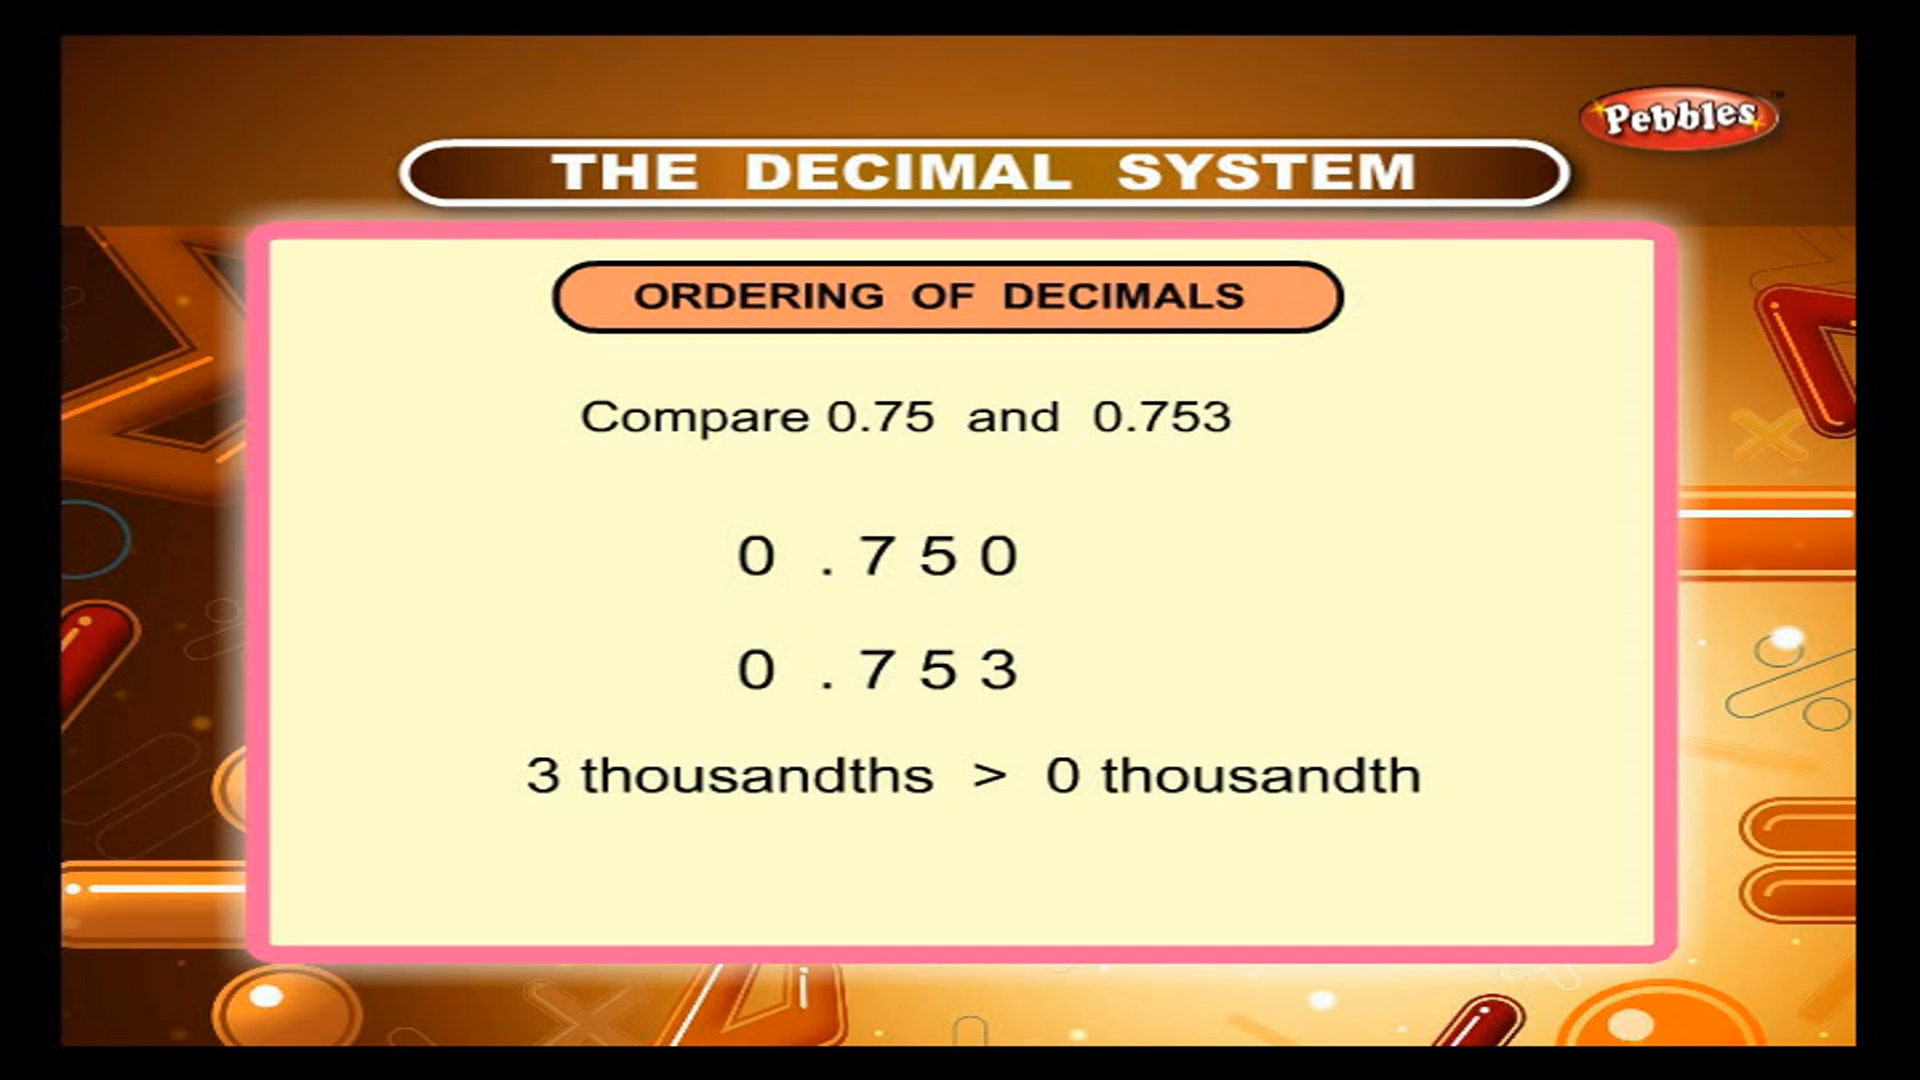 Pebbles™
THE DECIMAL SYSTEM
ORDERING OF DECIMALS
Compare 0.75 and 0.753
0 . 7 5 0
0 . 7 5 3
3 thousandths > 0 thousandth